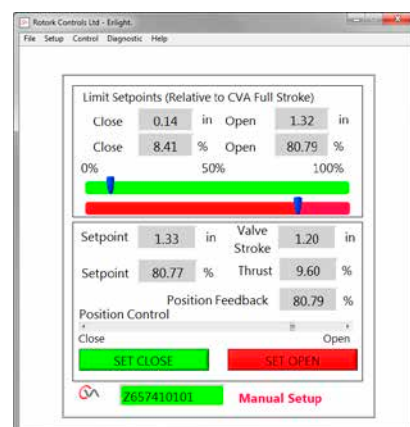 Rotork Controls Ltd - Enlight.
File Setup Control Diagnostic Help
Limit Setpoints (Relative to CVA Full Stroke)
Close 0.14 in Open 1.32 in
Close 8.41 % Open 80.79 %
0% 50% 100%
Setpoint 1.33 in Valve Stroke 1.20 in
Setpoint 80.77 % Thrust 9.60 %
Position Feedback 80.79 %
Position Control
Close Open
SET CLOSE SET OPEN
CVA Z657410101 Manual Setup